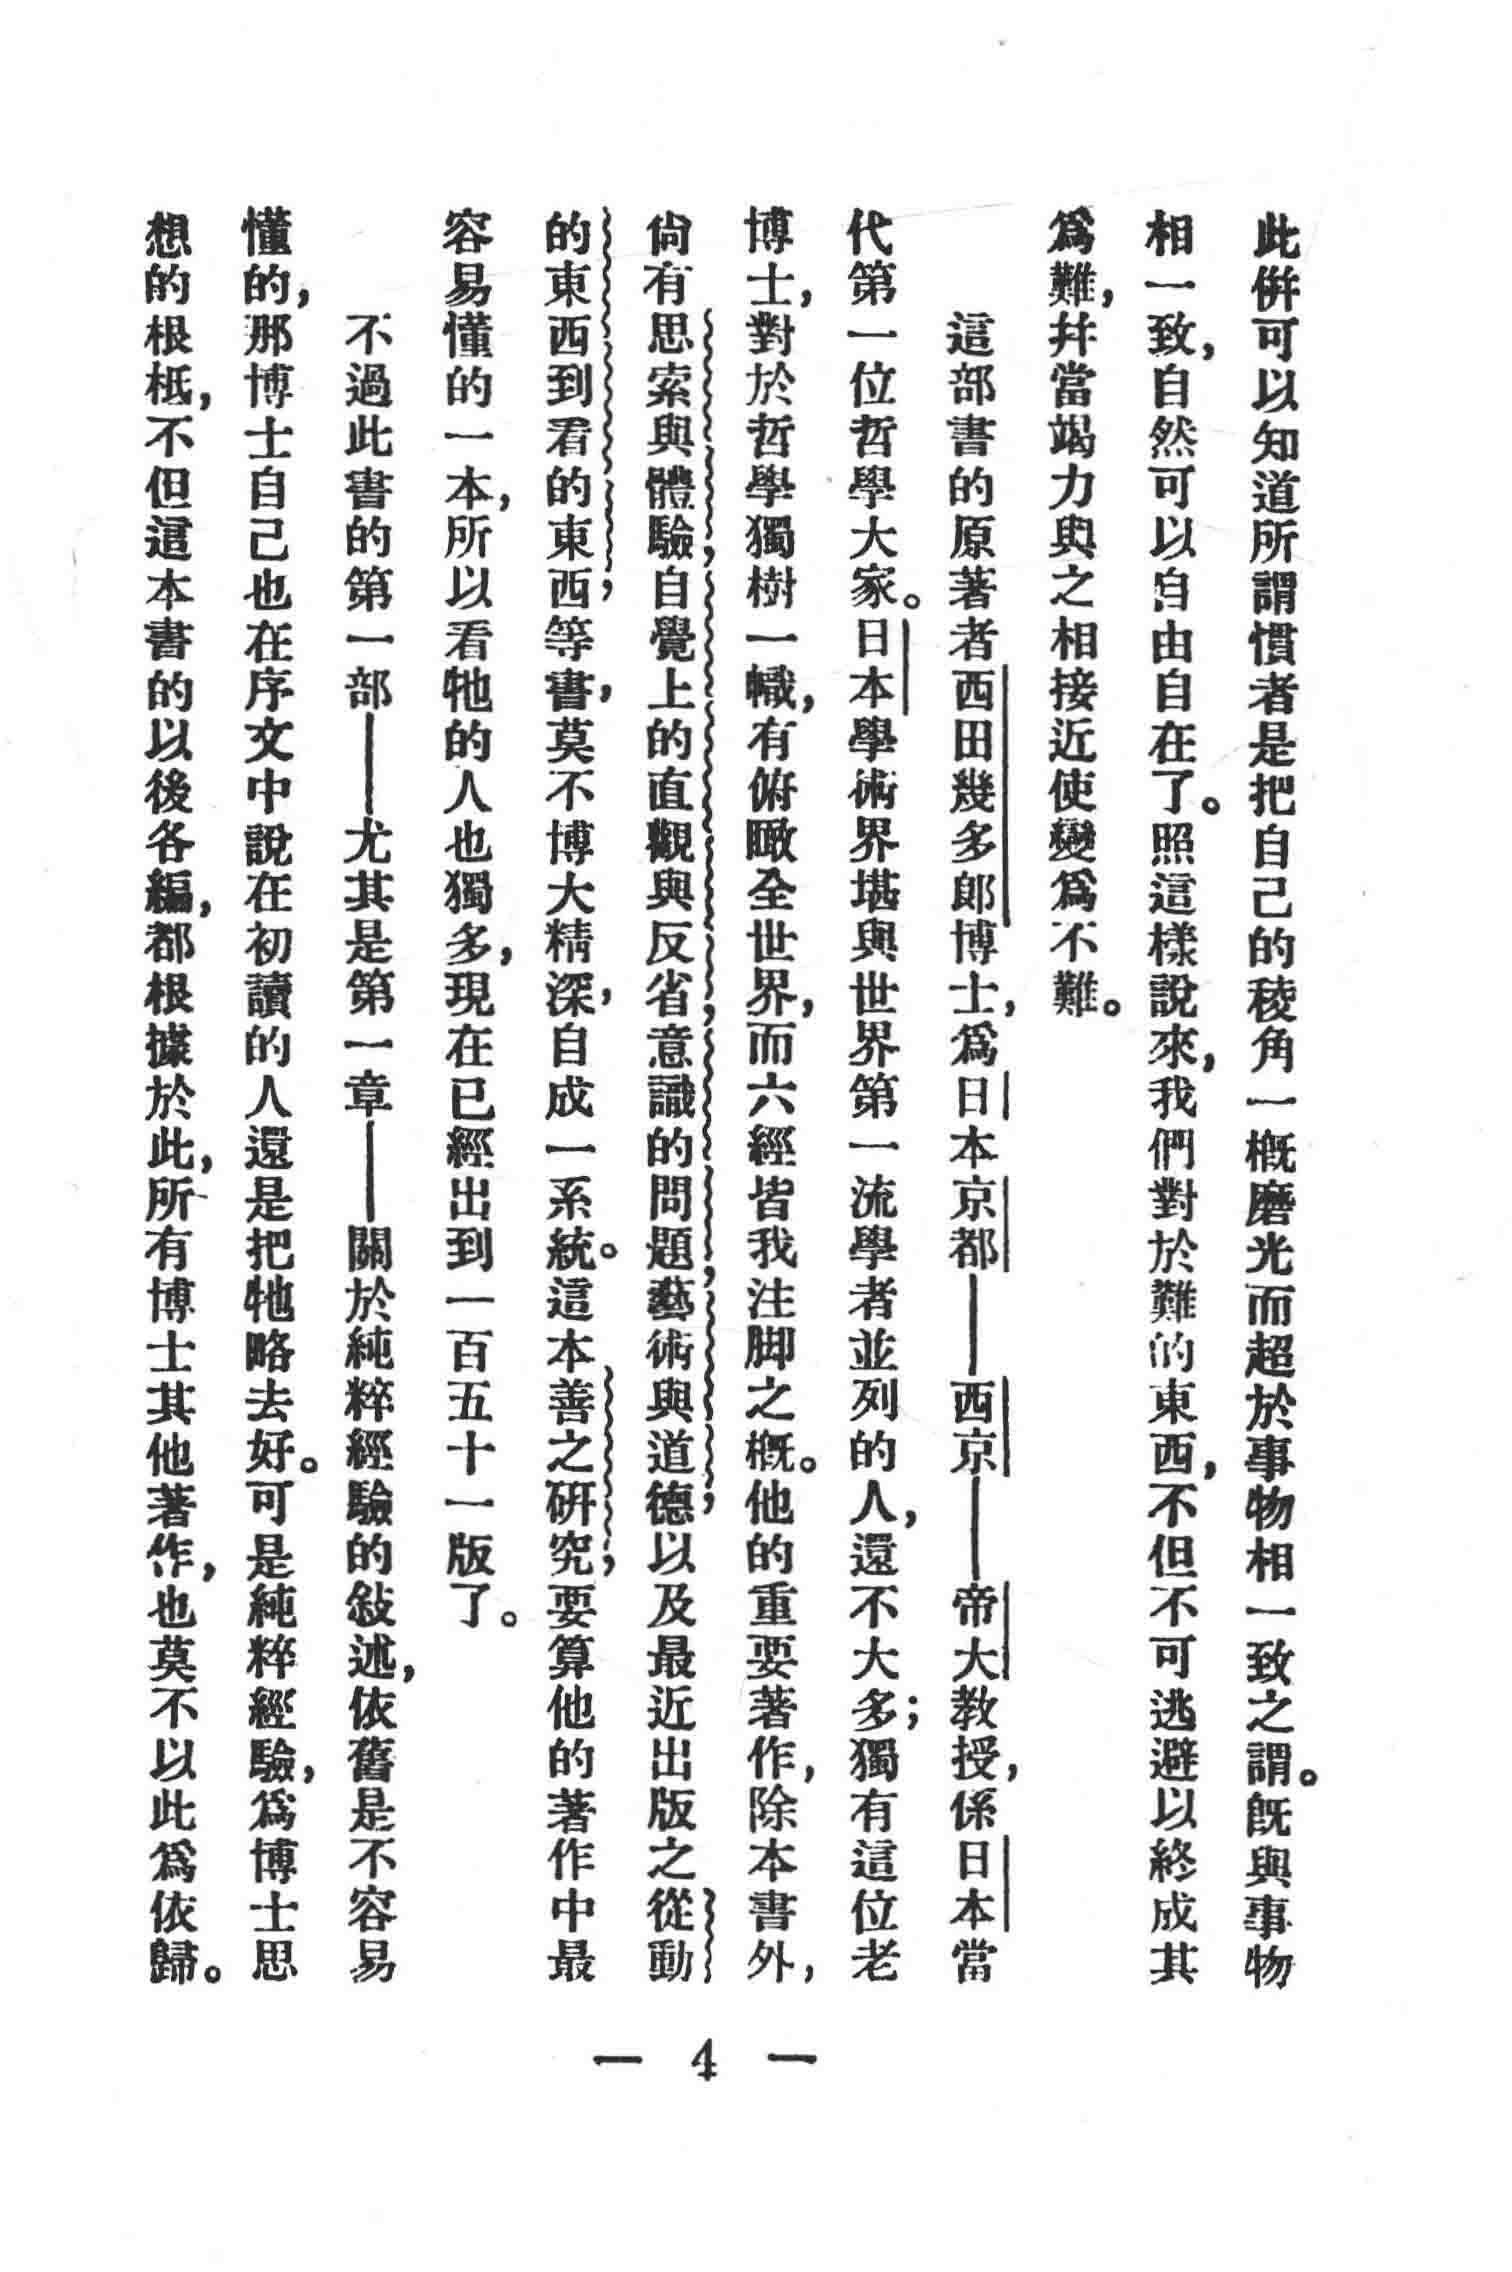 此併可以知道所謂慣者是把自己的稜角一概磨光而超於事物相一致之謂。既與事物
相一致，自然可以自由自在了。照這樣說來，我們對於難的東西，不但不可逃避以終成其
爲難，幷當竭力與之相接近使變爲不難。
這部書的原著者西田幾多郎博士，爲日本京都——西京——帝大教授，係日本當
代第一位哲學大家。日本學術界堪與世界第一流學者並列的人，還不大多；獨有這位老
博士，對於哲學獨樹一幟，有俯瞰全世界，而六經皆我注脚之概。他的重要著作，除本書外，
尙有思索與體驗，自覺上的直觀與反省，意識的問題，藝術與道德，以及最近出版之從動
的東西到看的東西，等書，莫不博大精深，自成一系統。這本善之研究，要算他的著作中最
容易懂的一本，所以看牠的人也獨多，現在已經出到一百五十一版了。
不過此書的第一部——尤其是第一章——關於純粹經驗的敍述，依舊是不容易
懂的，那博士自己也在序文中說在初讀的人還是把牠略去好。可是純粹經驗，爲博士思
想的根柢，不但這本書的以後各編，都根據於此，所有博士其他著作，也莫不以此爲依歸。
— 4 —